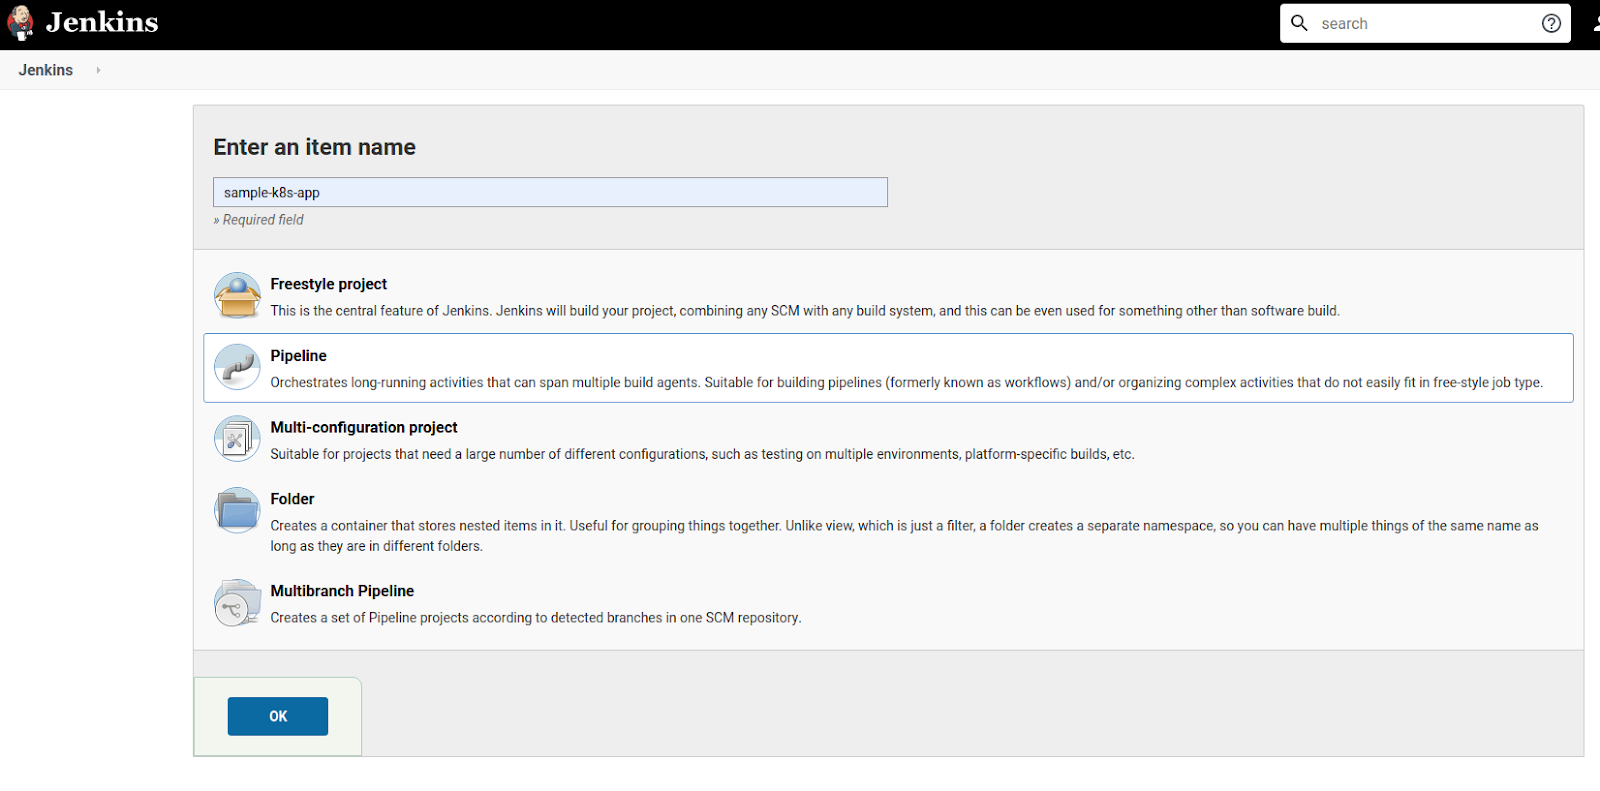 Jenkins
search
Jenkins
Enter an item name
sample-k8s-app
» Required field
Freestyle project
This is the central feature of Jenkins. Jenkins will build your project, combining any SCM with any build system, and this can be even used for something other than software build.
Pipeline
Orchestrates long-running activities that can span multiple build agents. Suitable for building pipelines (formerly known as workflows) and/or organizing complex activities that do not easily fit in free-style job type.
Multi-configuration project
Suitable for projects that need a large number of different configurations, such as testing on multiple environments, platform-specific builds, etc.
Folder
Creates a container that stores nested items in it. Useful for grouping things together. Unlike view, which is just a filter, a folder creates a separate namespace, so you can have multiple things of the same name as
long as they are in different folders.
Multibranch Pipeline
Creates a set of Pipeline projects according to detected branches in one SCM repository.
OK